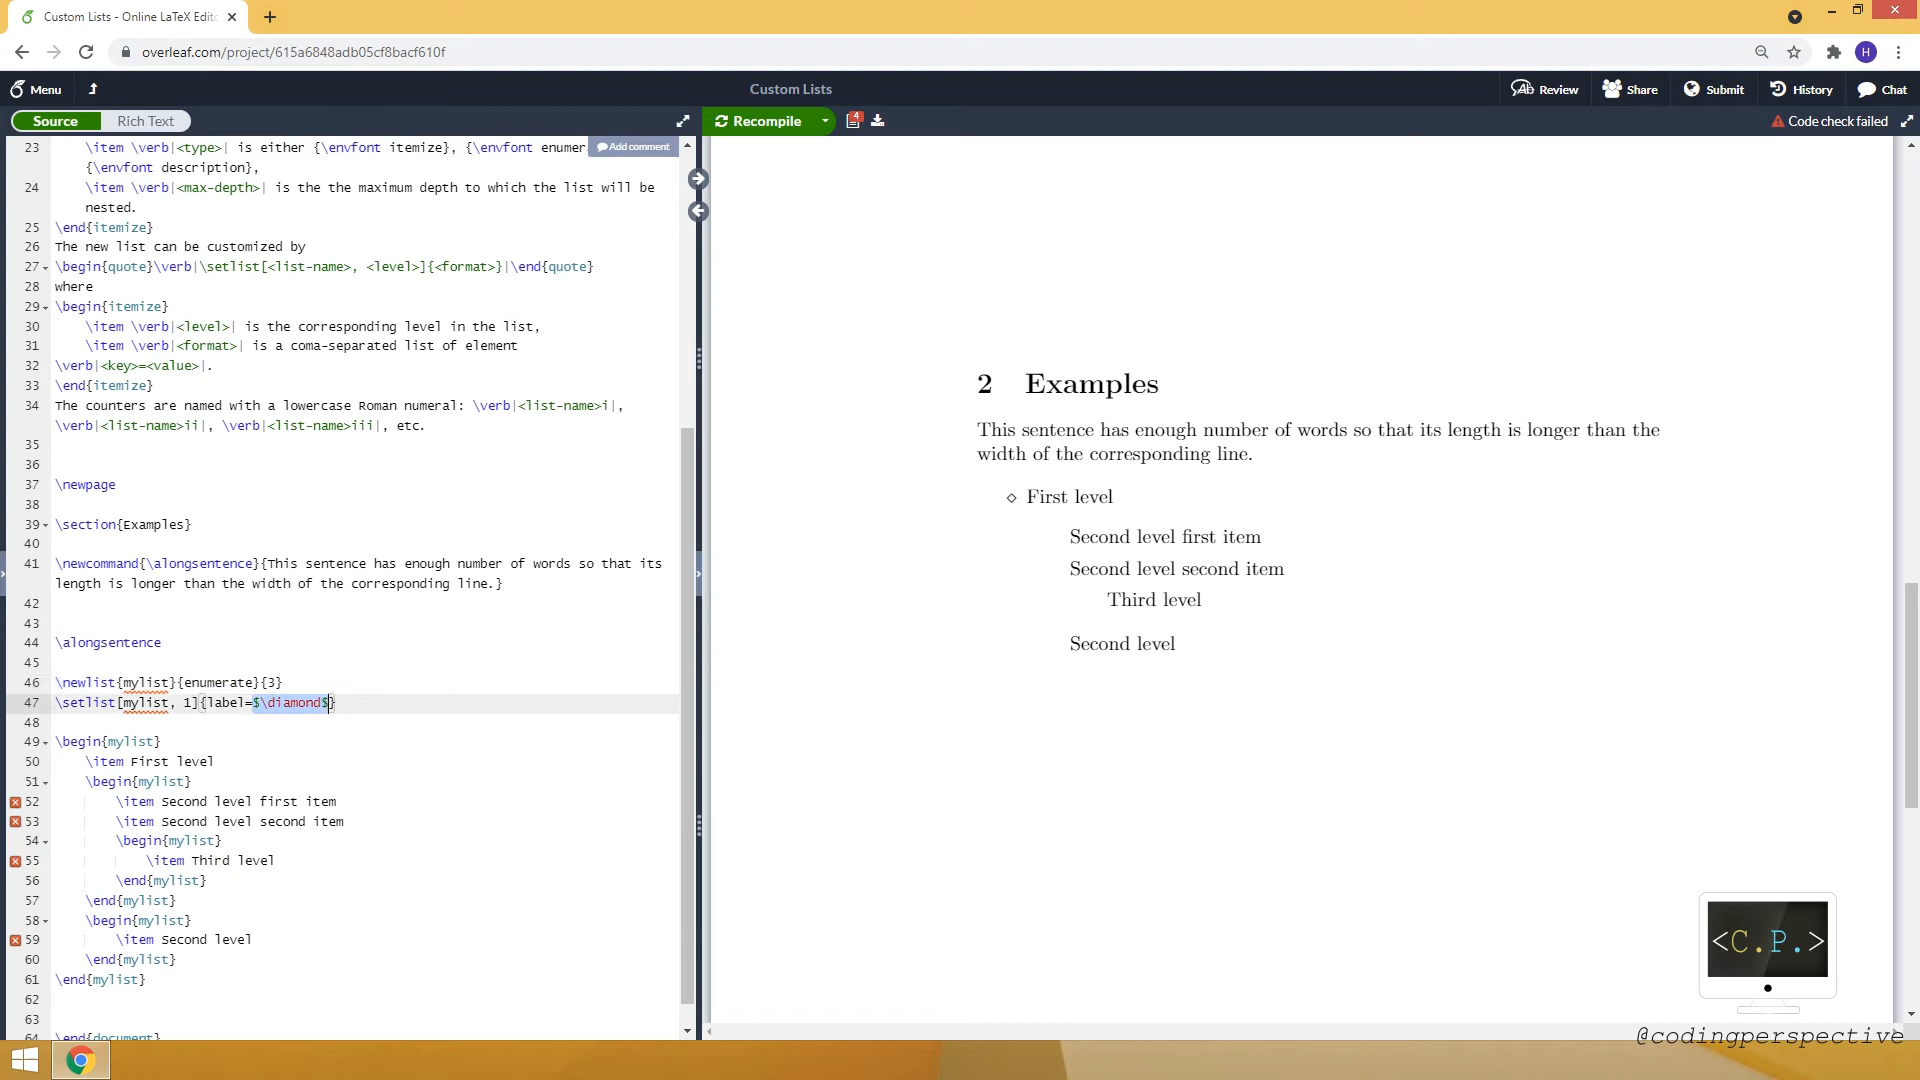 Custom Lists - Online LaTeX Edito
overleaf.com/project/615a6848adb05cf8bacf610f
H
Menu
Custom Lists
Review
Share
Submit
History
Chat
Source
Rich Text
Recompile
4
Code check failed
Add comment
23 \item \verb|<type>| is either {\envfont itemize}, {\envfont enumer
{\envfont description},
24 \item \verb|<max-depth>| is the the maximum depth to which the list will be
nested.
25 \end{itemize}
26 The new list can be customized by
27 \begin{quote}\verb|\setlist[<list-name>, <level>]{<format>}|\end{quote}
28 where
29 \begin{itemize}
30 \item \verb|<level>| is the corresponding level in the list,
31 \item \verb|<format>| is a coma-separated list of element
32 \verb|<key>=<value>|.
33 \end{itemize}
34 The counters are named with a lowercase Roman numeral: \verb|<list-name>i|,
\verb|<list-name>ii|, \verb|<list-name>iii|, etc.
35
36
37 \newpage
38
39 \section{Examples}
40
41 \newcommand{\alongsentence}{This sentence has enough number of words so that its
length is longer than the width of the corresponding line.}
42
43
44 \alongsentence
45
46 \newlist{mylist}{enumerate}{3}
47 \setlist[mylist, 1]{label=$\diamond$}
48
49 \begin{mylist}
50 \item First level
51 \begin{mylist}
52 \item Second level first item
53 \item Second level second item
54 \begin{mylist}
55 \item Third level
56 \end{mylist}
57 \end{mylist}
58 \begin{mylist}
59 \item Second level
60 \end{mylist}
61 \end{mylist}
62
63
64 \end{document}
2 Examples
This sentence has enough number of words so that its length is longer than the
width of the corresponding line.
⋄ First level
Second level first item
Second level second item
Third level
Second level
<C.P.>
@codingperspective